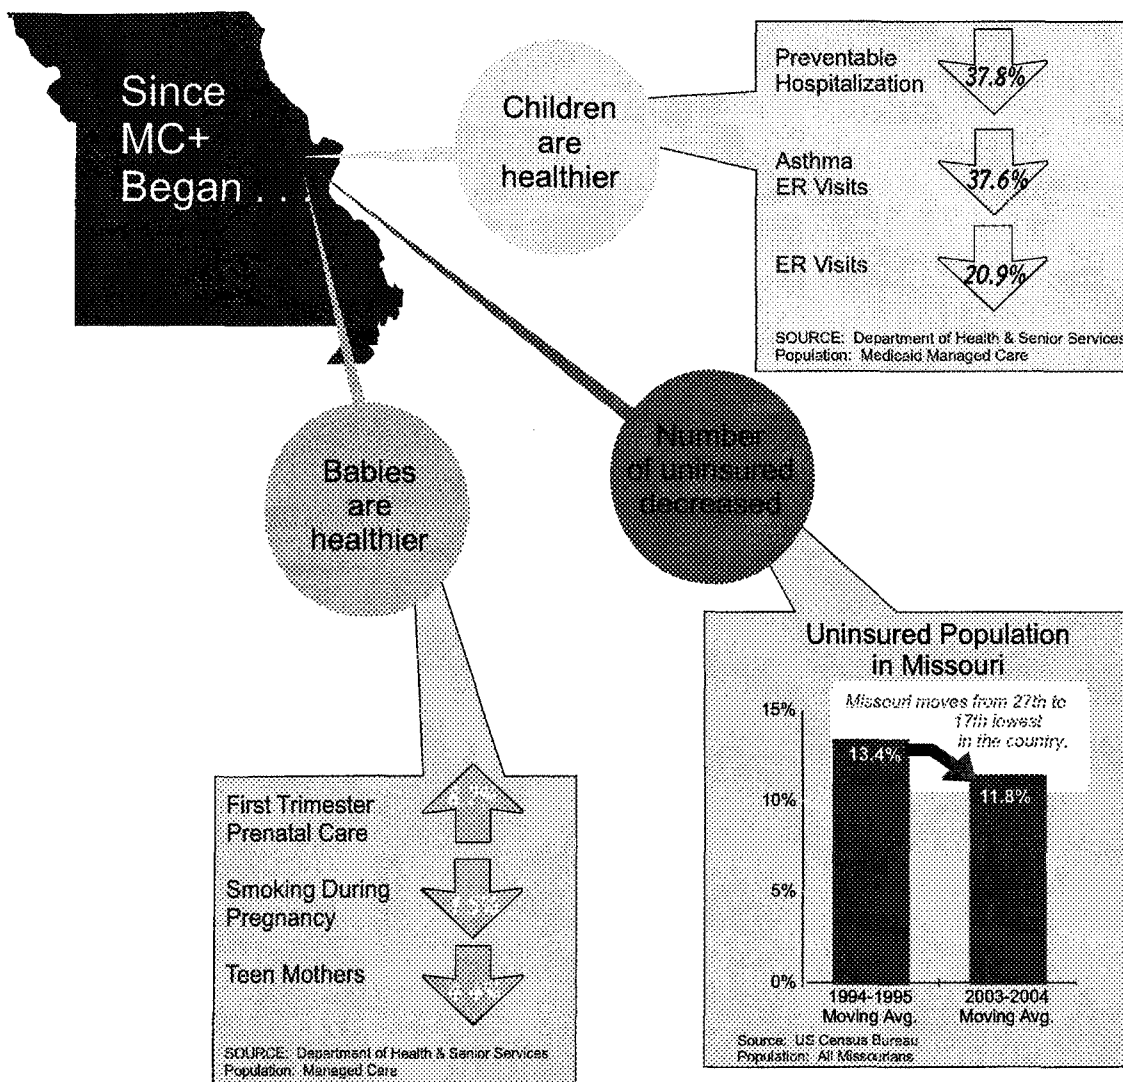 Since
MC+
Began . . .
Children
are
healthier
Preventable
Hospitalization
37.8%
Asthma
ER Visits
37.6%
ER Visits
20.9%
SOURCE: Department of Health & Senior Services
Population: Medicaid Managed Care
Babies
are
healthier
Number
of uninsured
decreased
First Trimester
Prenatal Care
Smoking During
Pregnancy
Teen Mothers
SOURCE: Department of Health & Senior Services
Population: Managed Care
Uninsured Population
in Missouri
Missouri moves from 27th to
17th lowest
in the country.
15%
10%
5%
0%
13.4%
11.8%
1994-1995
Moving Avg.
2003-2004
Moving Avg.
Source: US Census Bureau
Population: All Missourians